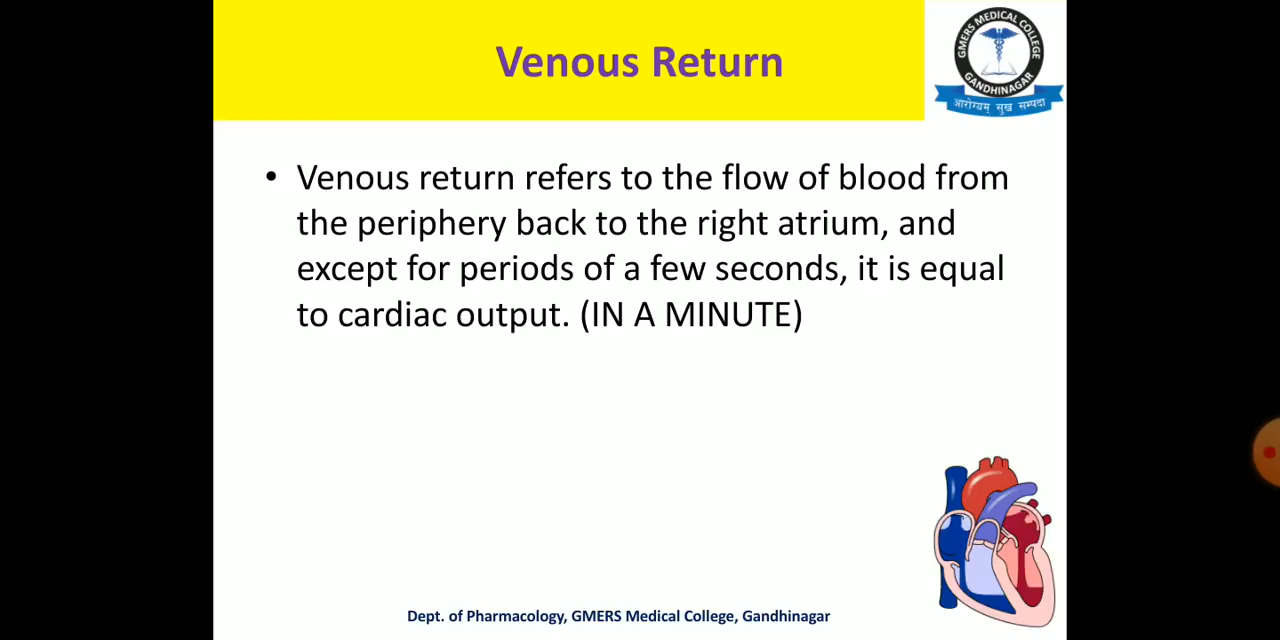 Venous Return
GMERS MEDICAL COLLEGE
GANDHINAGAR
आरोग्यम् सुख सम्पदा
• Venous return refers to the flow of blood from
the periphery back to the right atrium, and
except for periods of a few seconds, it is equal
to cardiac output. (IN A MINUTE)
Dept. of Pharmacology, GMERS Medical College, Gandhinagar